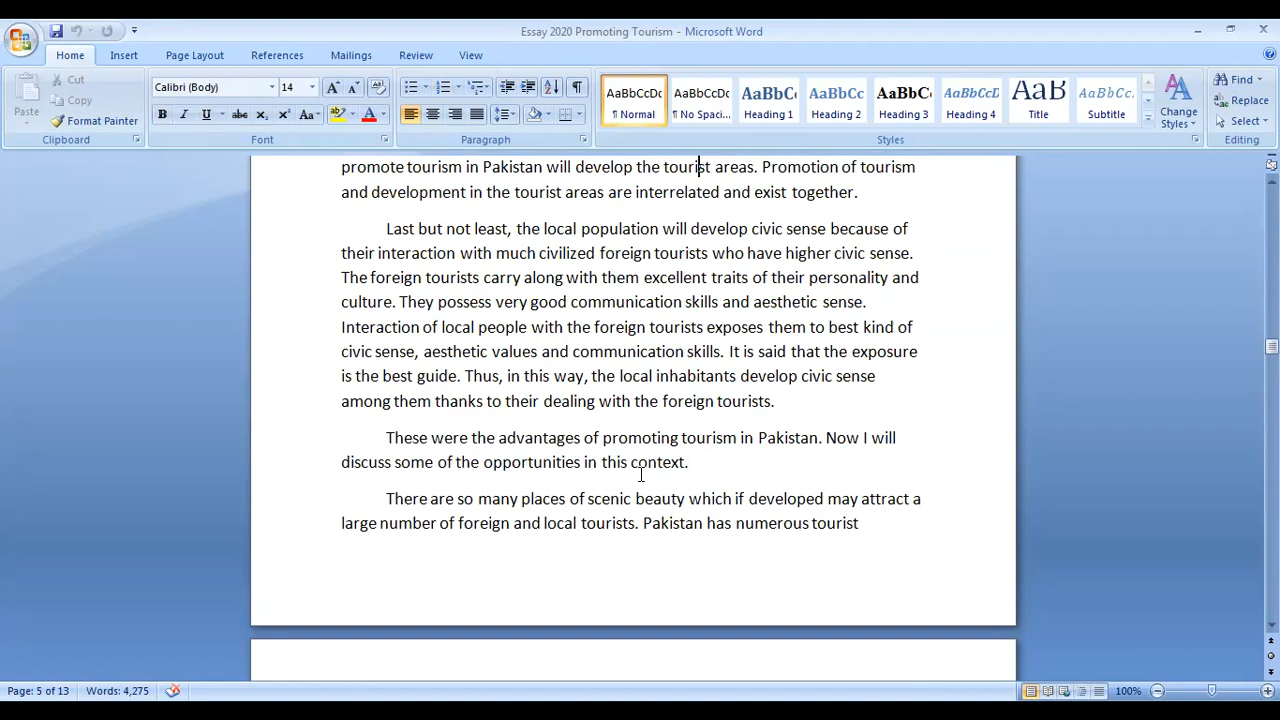 Essay 2020 Promoting Tourism - Microsoft Word
Home Insert Page Layout References Mailings Review View
Paste
Cut
Copy
Format Painter
Clipboard
Calibri (Body) 14
B I U abc x₂ x² Aa
Font
Paragraph
AaBbCcDc AaBbCcDc AaBbC AaBbCc AaBbCc AaBbCcD AaB AaBbCc.
¶ Normal ¶ No Spaci... Heading 1 Heading 2 Heading 3 Heading 4 Title Subtitle
Change Styles
Styles
Find
Replace
Select
Editing
promote tourism in Pakistan will develop the tourist areas. Promotion of tourism
and development in the tourist areas are interrelated and exist together.
Last but not least, the local population will develop civic sense because of
their interaction with much civilized foreign tourists who have higher civic sense.
The foreign tourists carry along with them excellent traits of their personality and
culture. They possess very good communication skills and aesthetic sense.
Interaction of local people with the foreign tourists exposes them to best kind of
civic sense, aesthetic values and communication skills. It is said that the exposure
is the best guide. Thus, in this way, the local inhabitants develop civic sense
among them thanks to their dealing with the foreign tourists.
These were the advantages of promoting tourism in Pakistan. Now I will
discuss some of the opportunities in this context.
There are so many places of scenic beauty which if developed may attract a
large number of foreign and local tourists. Pakistan has numerous tourist
Page: 5 of 13 Words: 4,275 100%